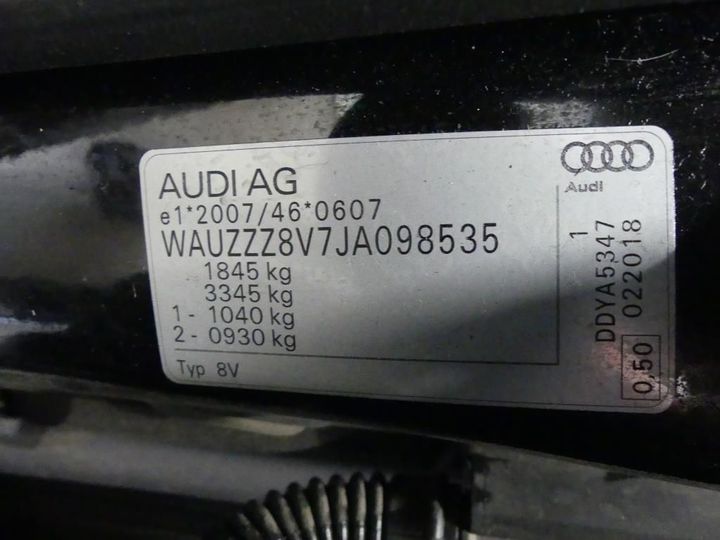 AUDI AG
e1*2007/46*0607
WAUZZZ8V7JA098535
1845 kg
3345 kg
1 - 1040 kg
2 - 0930 kg
Typ 8V
Audi
1
DDYA5347
022018
0,50